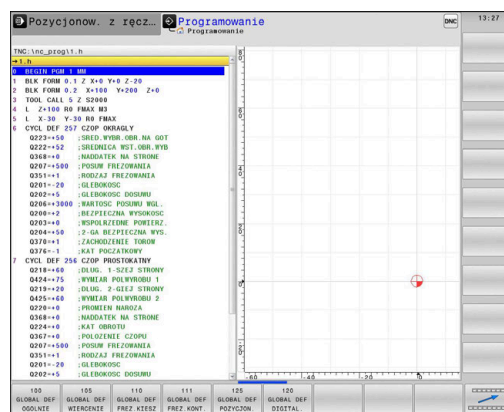 Pozycjonow. z ręcz…
Programowanie
Programowanie
DNC
13:27
TNC:\nc_prog\1.h
→1.h
0 BEGIN PGM 1 MM
1 BLK FORM 0.1 Z X+0 Y+0 Z-20
2 BLK FORM 0.2 X+100 Y+200 Z+0
3 TOOL CALL 5 Z S2000
4 L Z+100 R0 FMAX M3
5 L X-30 Y-30 R0 FMAX
6 CYCL DEF 257 CZOP OKRAGLY
Q223=+50 ;SRED.WYBR.OBR.NA GOT
Q222=+52 ;SREDNICA WST.OBR.WYB
Q368=+0 ;NADDATEK NA STRONE
Q207=+500 ;POSUW FREZOWANIA
Q351=+1 ;RODZAJ FREZOWANIA
Q201=-20 ;GLEBOKOSC
Q202=+5 ;GLEBOKOSC DOSUWU
Q206=+3000 ;WARTOSC POSUWU WGL.
Q200=+2 ;BEZPIECZNA WYSOKOSC
Q203=+0 ;WSPOLRZEDNE POWIERZ.
Q204=+50 ;2-GA BEZPIECZNA WYS.
Q370=+1 ;ZACHODZENIE TOROW
Q376=-1 ;KAT POCZATKOWY
7 CYCL DEF 256 CZOP PROSTOKATNY
Q218=+60 ;DLUG. 1-SZEJ STRONY
Q424=+75 ;WYMIAR POLWYROBU 1
Q219=+20 ;DLUG. 2-GIEJ STRONY
Q425=+60 ;WYMIAR POLWYROBU 2
Q220=+0 ;PROMIEN NAROZA
Q368=+0 ;NADDATEK NA STRONE
Q224=+0 ;KAT OBROTU
Q367=+0 ;POLOZENIE CZOPU
Q207=+500 ;POSUW FREZOWANIA
Q351=+1 ;RODZAJ FREZOWANIA
Q201=-20 ;GLEBOKOSC
Q202=+5 ;GLEBOKOSC DOSUWU
-60 -40 -20 0
100 GLOBAL DEF OGOLNIE
105 GLOBAL DEF WIERCENIE
110 GLOBAL DEF FREZ.KIESZ
111 GLOBAL DEF FREZ.KONT.
125 GLOBAL DEF POZYCJON.
120 GLOBAL DEF DIGITAL.